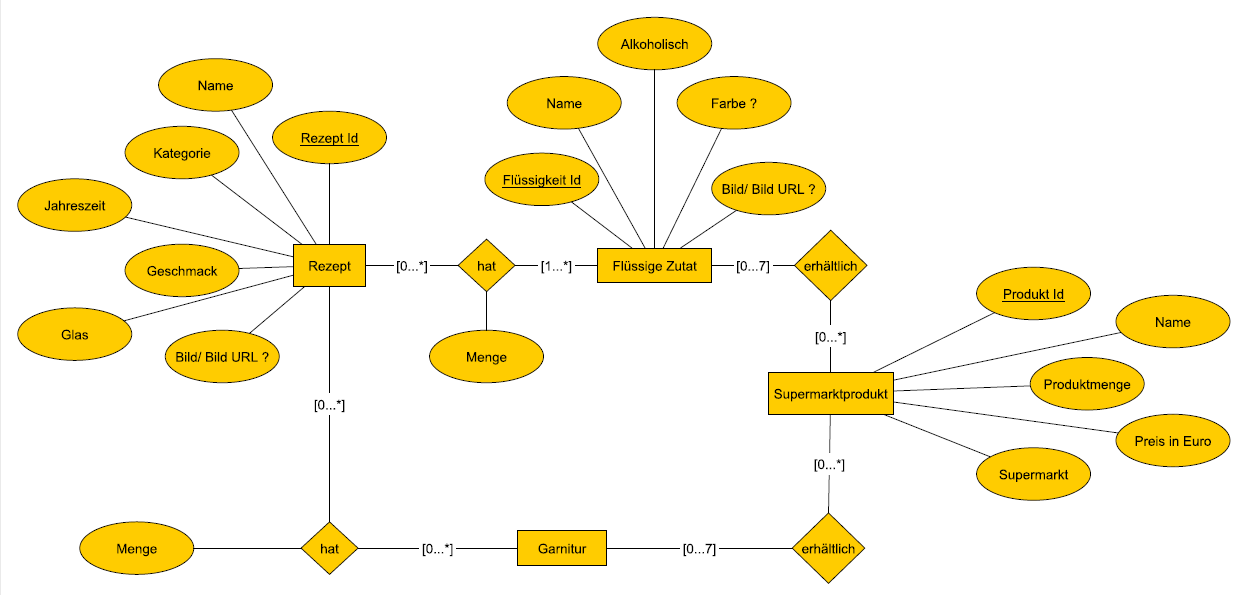 Alkoholisch
Name
Name
Farbe ?
Rezept Id
Kategorie
Flüssigkeit Id
Bild/ Bild URL ?
Jahreszeit
Geschmack
Rezept
[0...*]
hat
[1...*]
Flüssige Zutat
[0...7]
erhältlich
Produkt Id
Name
Glas
Bild/ Bild URL ?
Menge
[0...*]
Supermarktprodukt
Produktmenge
[0...*]
Preis in Euro
[0...*]
Supermarkt
Menge
hat
[0...*]
Garnitur
[0...7]
erhältlich